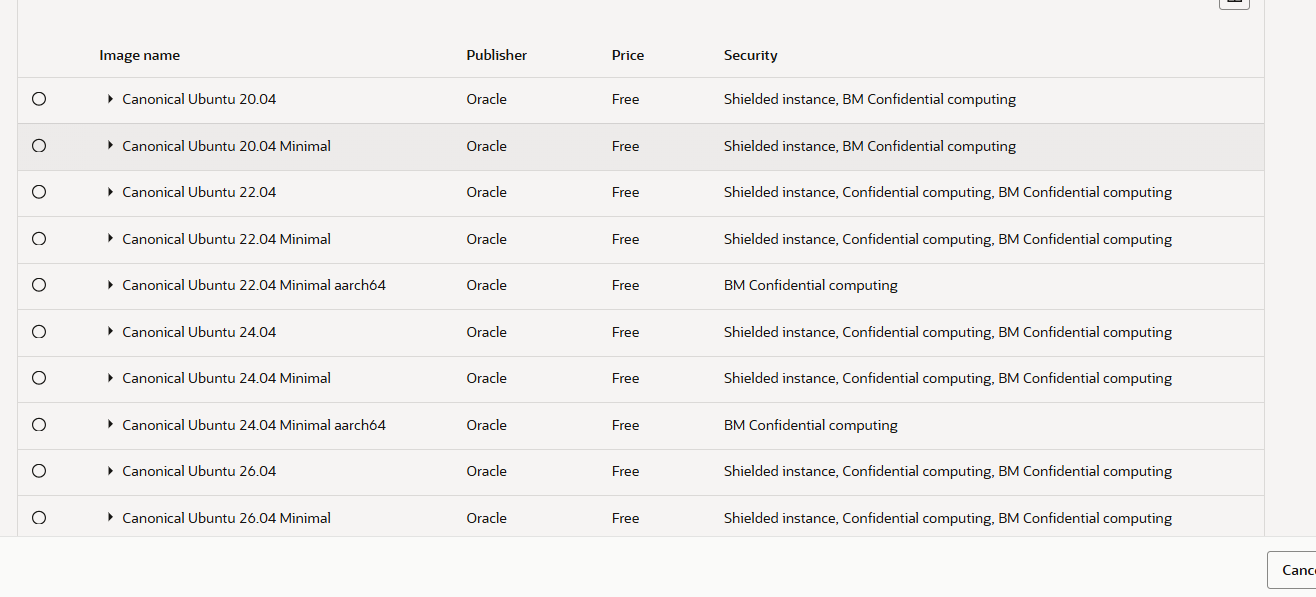 Image name Publisher Price Security
Canonical Ubuntu 20.04 Oracle Free Shielded instance, BM Confidential computing
Canonical Ubuntu 20.04 Minimal Oracle Free Shielded instance, BM Confidential computing
Canonical Ubuntu 22.04 Oracle Free Shielded instance, Confidential computing, BM Confidential computing
Canonical Ubuntu 22.04 Minimal Oracle Free Shielded instance, Confidential computing, BM Confidential computing
Canonical Ubuntu 22.04 Minimal aarch64 Oracle Free BM Confidential computing
Canonical Ubuntu 24.04 Oracle Free Shielded instance, Confidential computing, BM Confidential computing
Canonical Ubuntu 24.04 Minimal Oracle Free Shielded instance, Confidential computing, BM Confidential computing
Canonical Ubuntu 24.04 Minimal aarch64 Oracle Free BM Confidential computing
Canonical Ubuntu 26.04 Oracle Free Shielded instance, Confidential computing, BM Confidential computing
Canonical Ubuntu 26.04 Minimal Oracle Free Shielded instance, Confidential computing, BM Confidential computing